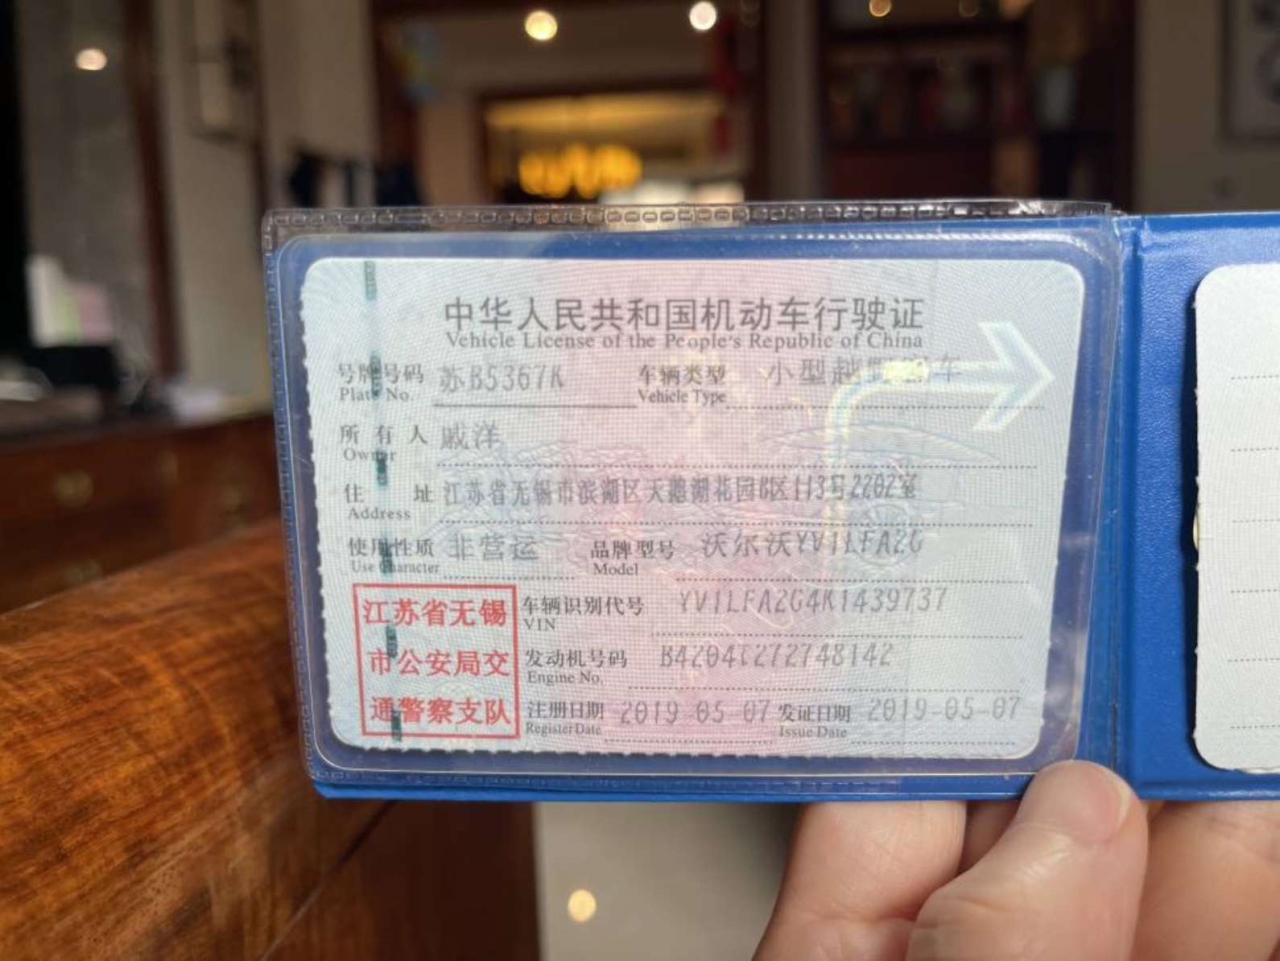 中华人民共和国机动车行驶证
Vehicle License of the People's Republic of China
号牌号码 苏B5367K 车辆类型 小型越野客车
Plate No. Vehicle Type
所有人 戚洋
Owner
住址 江苏省无锡市滨湖区天鹅湖花园B区113号2202室
Address
使用性质 非营运 品牌型号 沃尔沃YV1LFA2G
Use Character Model
江苏省无锡 车辆识别代号 YV1LFA2G4K1439737
VIN
市公安局交 发动机号码 B4204T272748142
Engine No.
通警察支队 注册日期 2019-05-07 发证日期 2019-05-07
Register Date Issue Date